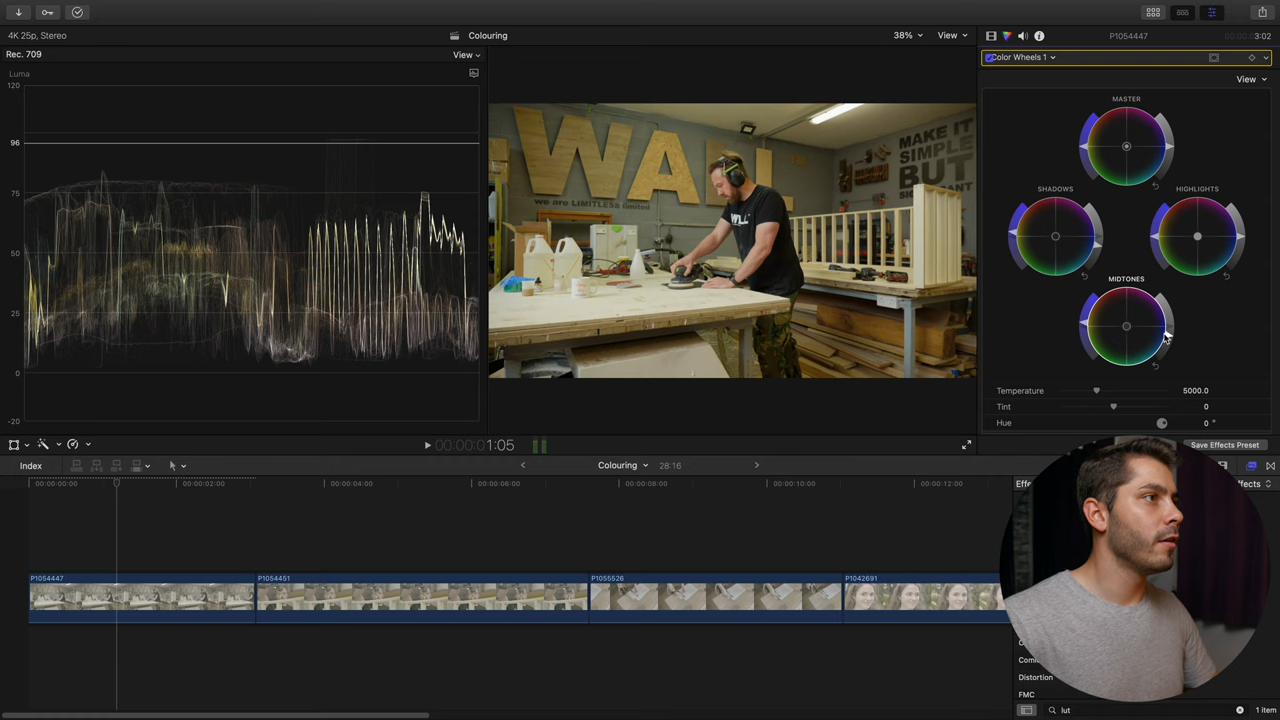 4K 25p, Stereo
Colouring
38%
View
P1054447
3:02
Rec. 709
View
Color Wheels 1
View
Luma
120
96
75
50
25
0
-20
WALL
we are LIMITLESS limited
MAKE IT
SIMPLE
BUT
MASTER
SHADOWS
HIGHLIGHTS
MIDTONES
Temperature
5000.0
Tint
0
Hue
0 °
00:00:00:01:05
Save Effects Preset
Index
Colouring
28:16
00:00:00:00
00:00:02:00
00:00:04:00
00:00:06:00
00:00:08:00
00:00:10:00
00:00:12:00
P1054447
P1054451
P1055526
P1042691
Distortion
FMC
lut
1 item